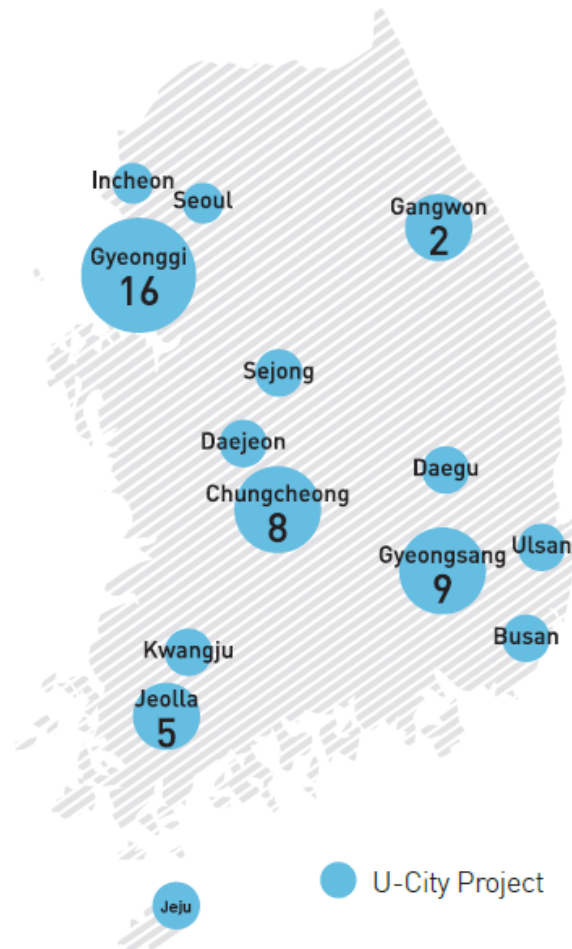 Incheon
Seoul
Gangwon
2
Gyeonggi
16
Sejong
Daejeon
Daegu
Chungcheong
8
Ulsan
Gyeongsang
9
Busan
Kwangju
Jeolla
5
U-City Project
Jeju